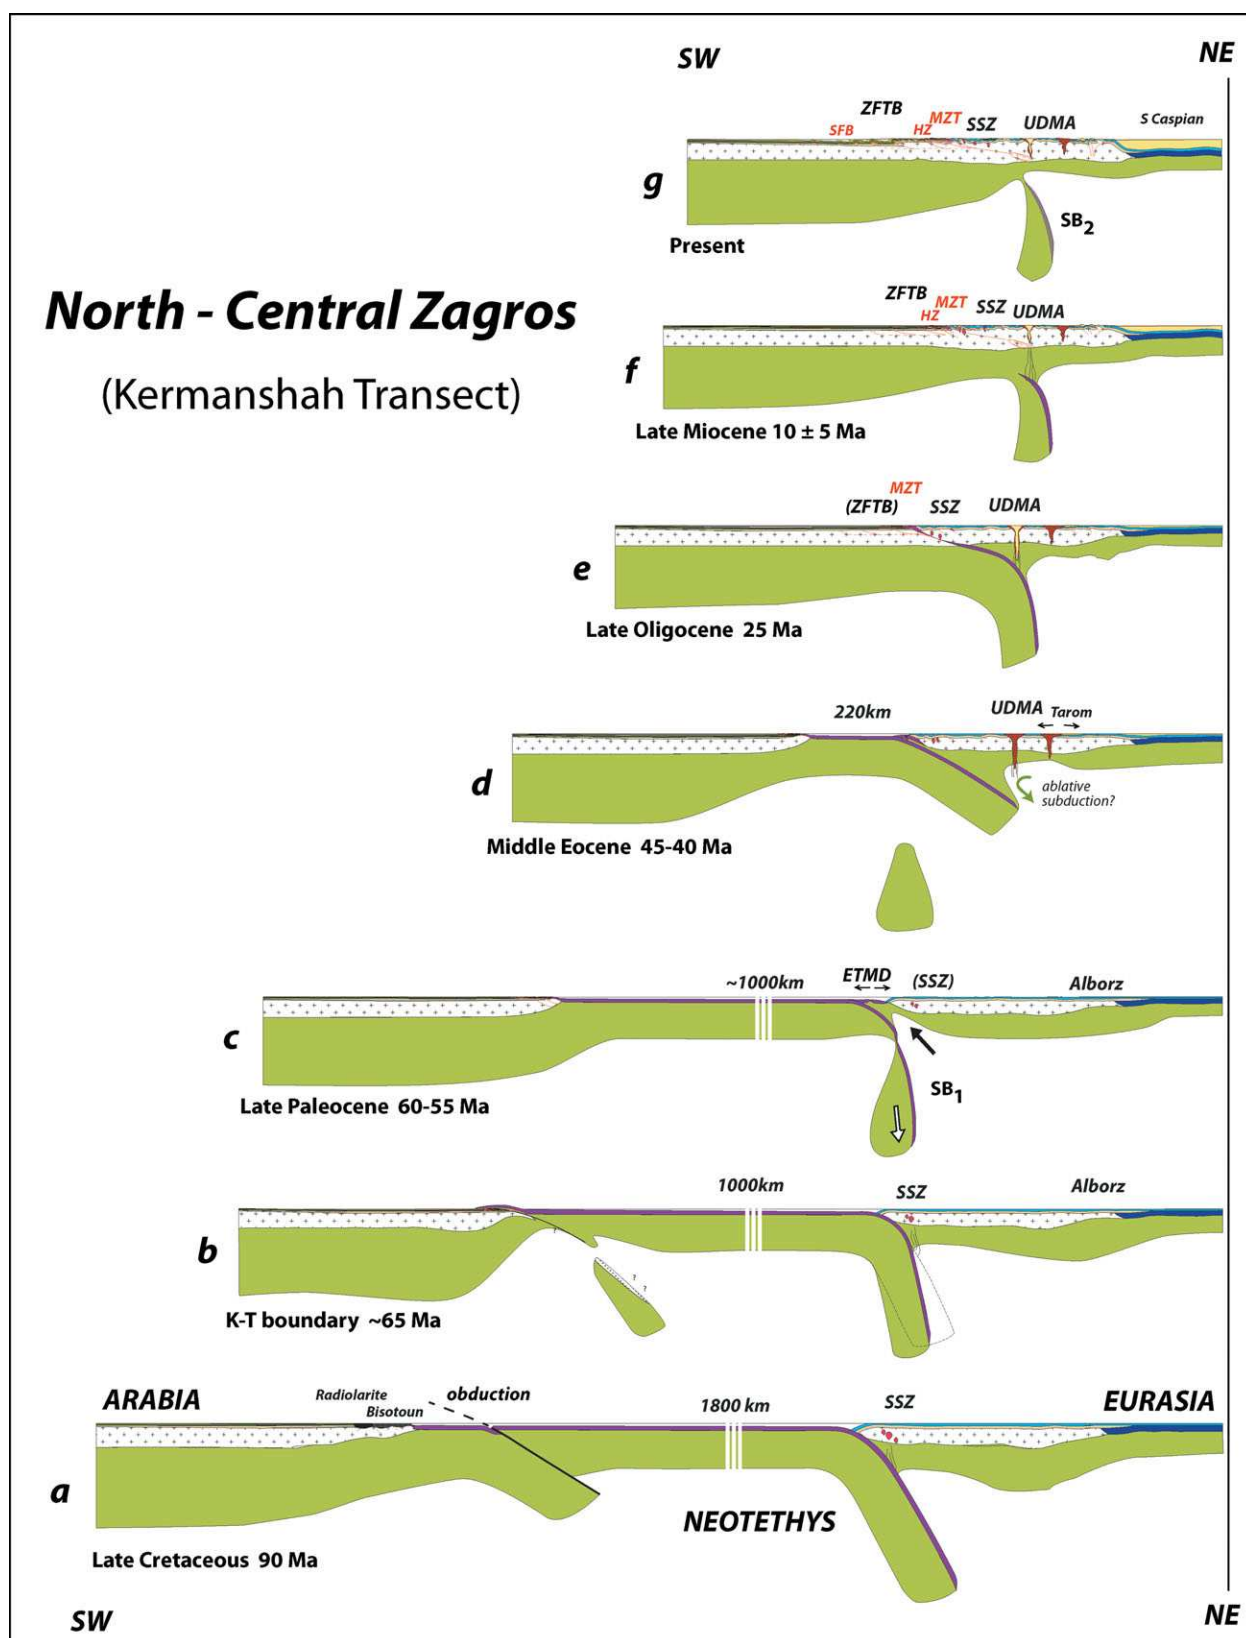 SW NE
ZFTB
SFB HZ MZT SSZ UDMA S Caspian
g
SB2
Present
North - Central Zagros
(Kermanshah Transect)
ZFTB MZT SSZ UDMA
HZ
f
Late Miocene 10 ± 5 Ma
MZT
(ZFTB) SSZ UDMA
e
Late Oligocene 25 Ma
220km UDMA Tarom
d
ablative
subduction?
Middle Eocene 45-40 Ma
~1000km ETMD (SSZ) Alborz
c
SB1
Late Paleocene 60-55 Ma
1000km SSZ Alborz
b
? ? ?
K-T boundary ~65 Ma
ARABIA Radiolarite obduction 1800 km SSZ EURASIA
Bisotoun
a
NEOTETHYS
Late Cretaceous 90 Ma
SW NE